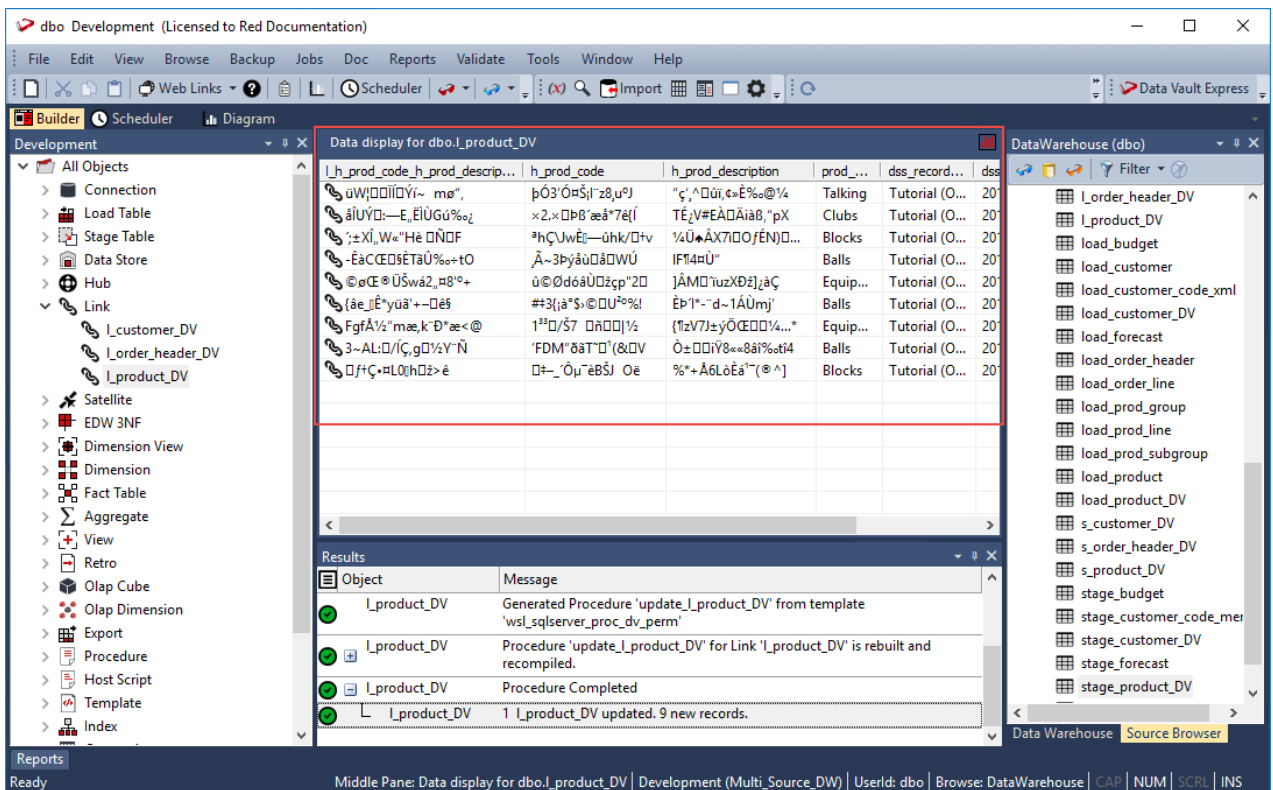 dbo Development (Licensed to Red Documentation)
File Edit View Browse Backup Jobs Doc Reports Validate Tools Window Help
Web Links Scheduler (x) Import Data Vault Express
Builder Scheduler Diagram
Development
All Objects
Connection
Load Table
Stage Table
Data Store
Hub
Link
l_customer_DV
l_order_header_DV
l_product_DV
Satellite
EDW 3NF
Dimension View
Dimension
Fact Table
Aggregate
View
Retro
Olap Cube
Olap Dimension
Export
Procedure
Host Script
Template
Index
Data display for dbo.l_product_DV
l_h_prod_code_h_prod_descrip... h_prod_code h_prod_description prod_... dss_record... dss
Talking Tutorial (O... 20
Clubs Tutorial (O... 20
Blocks Tutorial (O... 20
Balls Tutorial (O... 20
Equip... Tutorial (O... 20
Balls Tutorial (O... 20
Equip... Tutorial (O... 20
Balls Tutorial (O... 20
Blocks Tutorial (O... 20
Results
Object Message
l_product_DV Generated Procedure 'update_l_product_DV' from template
'wsl_sqlserver_proc_dv_perm'
l_product_DV Procedure 'update_l_product_DV' for Link 'l_product_DV' is rebuilt and
recompiled.
l_product_DV Procedure Completed
l_product_DV 1 l_product_DV updated. 9 new records.
DataWarehouse (dbo)
Filter
l_order_header_DV
l_product_DV
load_budget
load_customer
load_customer_code_xml
load_customer_DV
load_forecast
load_order_header
load_order_line
load_prod_group
load_prod_line
load_prod_subgroup
load_product
load_product_DV
s_customer_DV
s_order_header_DV
s_product_DV
stage_budget
stage_customer_code_mer
stage_customer_DV
stage_forecast
stage_product_DV
Data Warehouse Source Browser
Reports
Ready Middle Pane: Data display for dbo.l_product_DV Development (Multi_Source_DW) UserId: dbo Browse: DataWarehouse CAP NUM SCRL INS